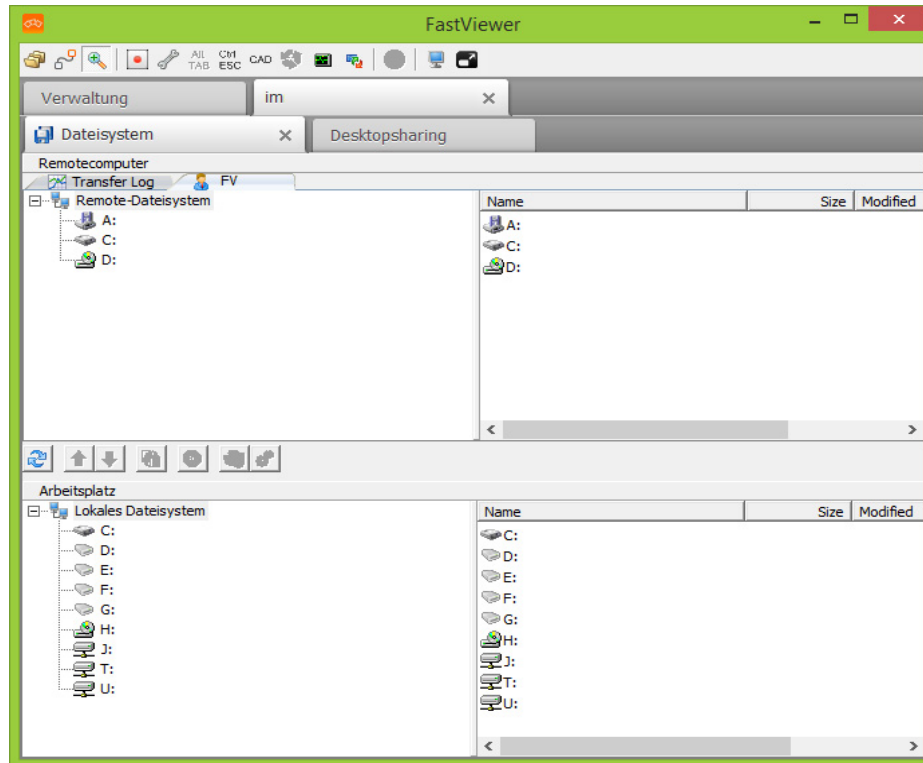 FastViewer
ALT TAB Ctrl ESC CAD
Verwaltung im
Dateisystem Desktopsharing
Remotecomputer
Transfer Log FV
Remote-Dateisystem
A:
C:
D:
Name Size Modified
A:
C:
D:
Arbeitsplatz
Lokales Dateisystem
C:
D:
E:
F:
G:
H:
J:
T:
U:
Name Size Modified
C:
D:
E:
F:
G:
H:
J:
T:
U: